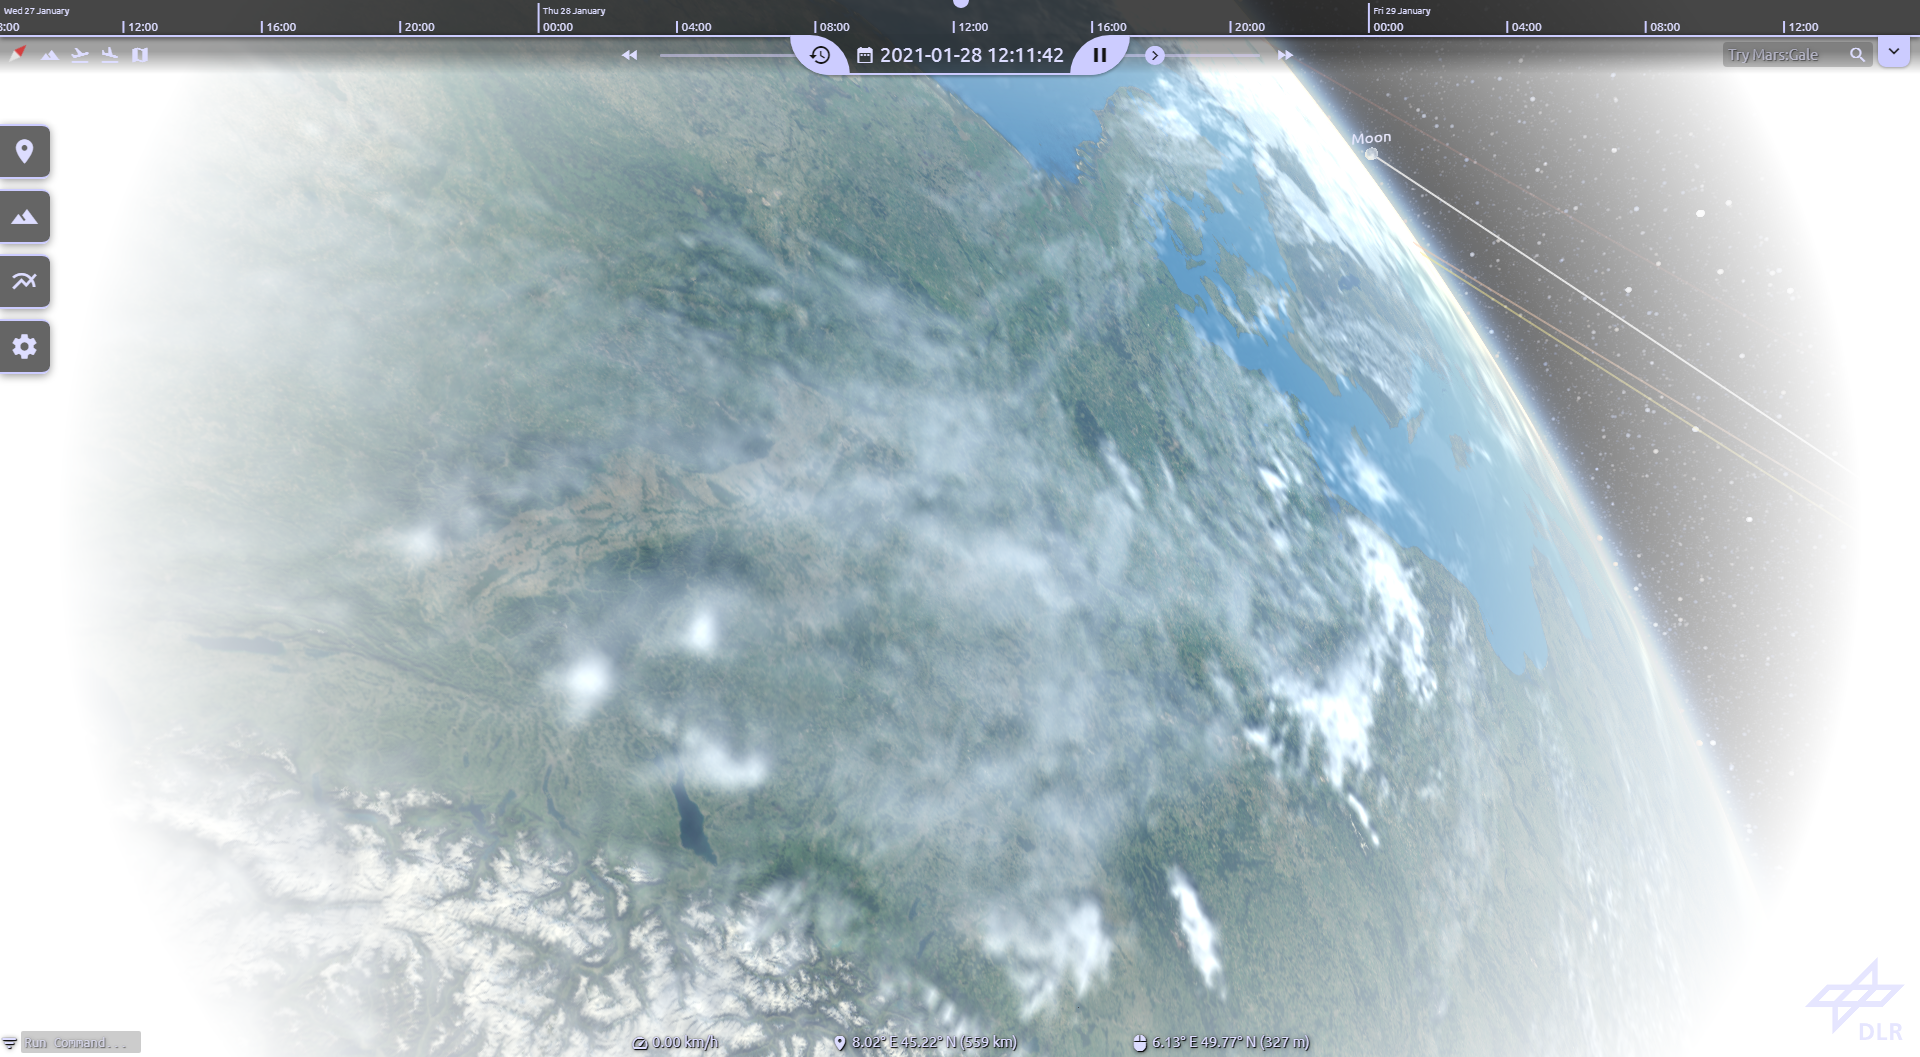 Wed 27 January
Thu 28 January
Fri 29 January
8:00 12:00 16:00 20:00 00:00 04:00 08:00 12:00 16:00 20:00 00:00 04:00 08:00 12:00
2021-01-28 12:11:42
Try Mars:Gale
Moon
DLR
Run Command...
0.00 km/h
8.02° E 45.22° N (559 km)
6.13° E 49.77° N (327 m)